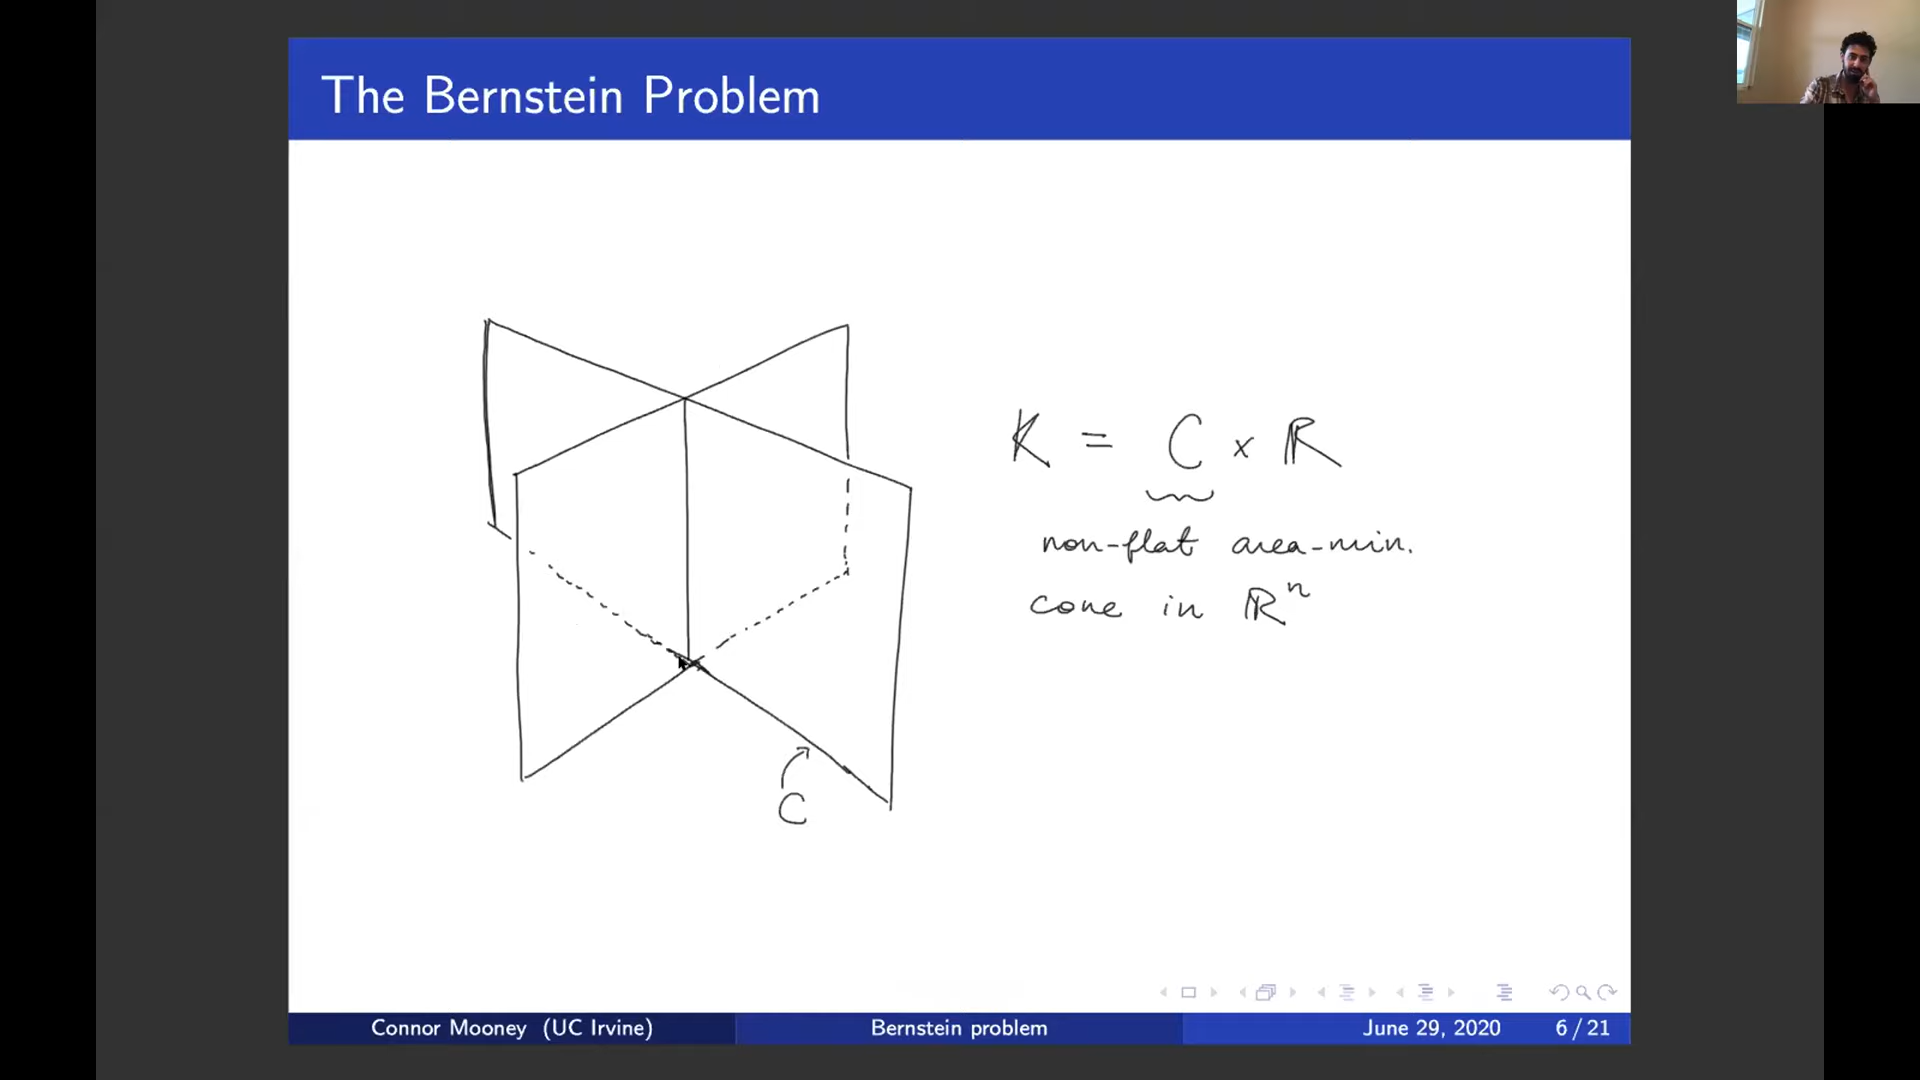 The Bernstein Problem
K = C x ℝ
non-flat area-min.
cone in ℝⁿ
C
Connor Mooney (UC Irvine) Bernstein problem June 29, 2020 6 / 21